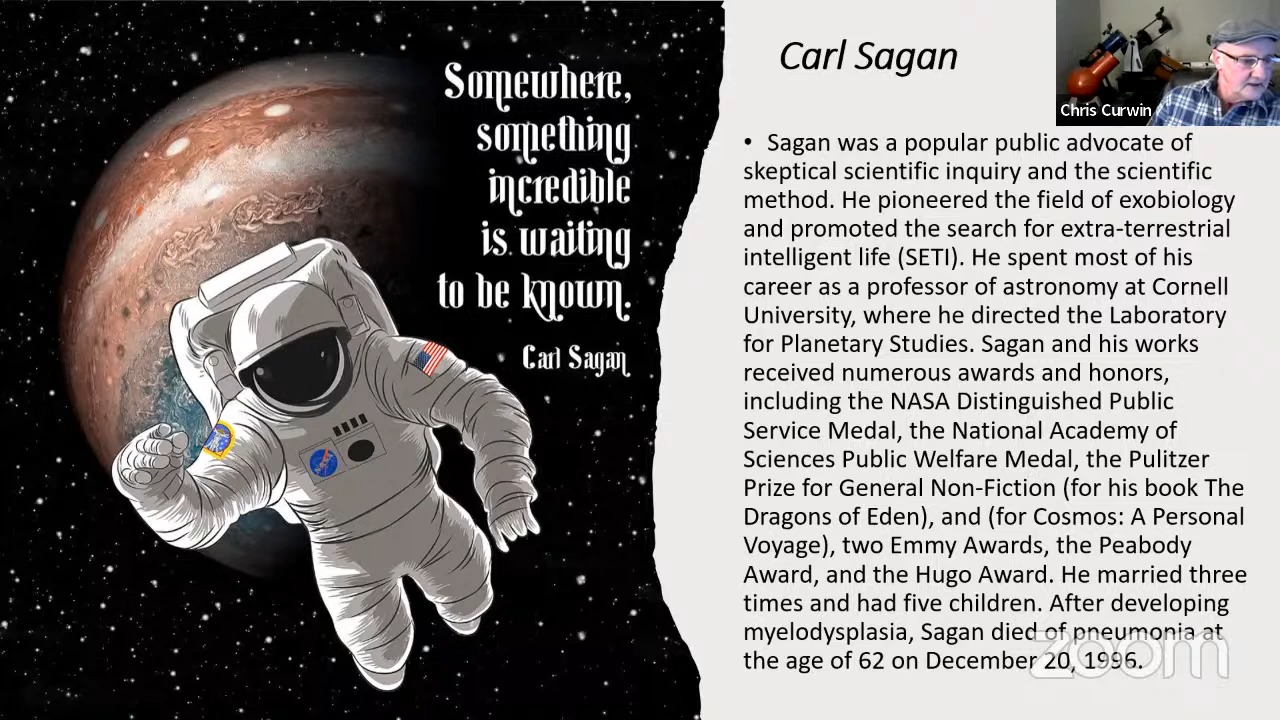 Somewhere,
something
incredible
is waiting
to be known.
Carl Sagan
Carl Sagan
Chris Curwin
• Sagan was a popular public advocate of
skeptical scientific inquiry and the scientific
method. He pioneered the field of exobiology
and promoted the search for extra-terrestrial
intelligent life (SETI). He spent most of his
career as a professor of astronomy at Cornell
University, where he directed the Laboratory
for Planetary Studies. Sagan and his works
received numerous awards and honors,
including the NASA Distinguished Public
Service Medal, the National Academy of
Sciences Public Welfare Medal, the Pulitzer
Prize for General Non-Fiction (for his book The
Dragons of Eden), and (for Cosmos: A Personal
Voyage), two Emmy Awards, the Peabody
Award, and the Hugo Award. He married three
times and had five children. After developing
myelodysplasia, Sagan died of pneumonia at
the age of 62 on December 20, 1996.
zoom